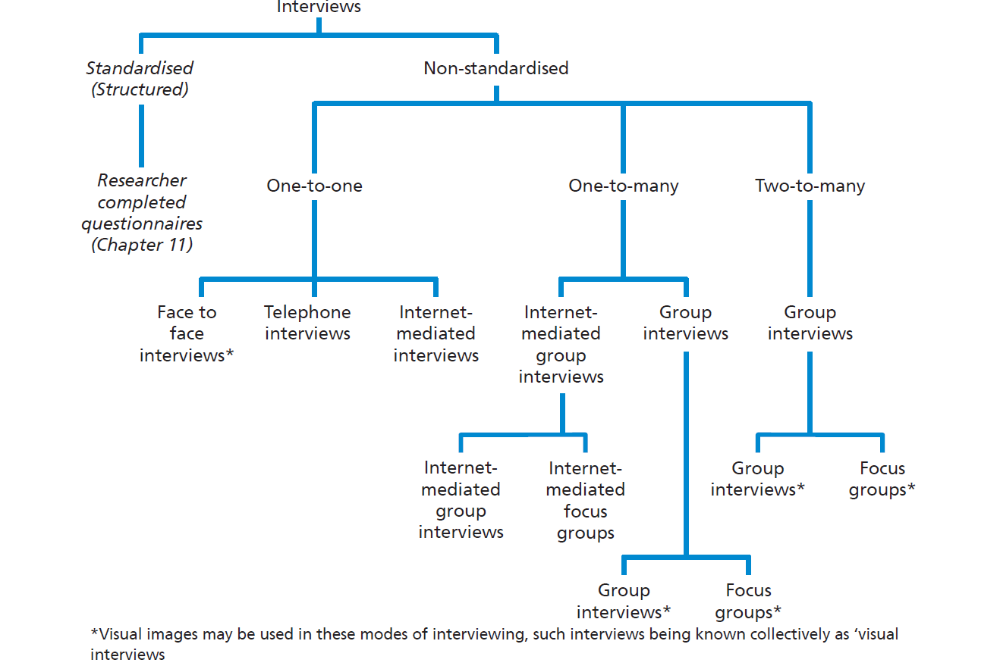 Interviews
Standardised
(Structured)
Non-standardised
Researcher
completed
questionnaires
(Chapter 11)
One-to-one
One-to-many
Two-to-many
Face to
face
interviews*
Telephone
interviews
Internet-
mediated
interviews
Internet-
mediated
group
interviews
Group
interviews
Group
interviews
Internet-
mediated
group
interviews
Internet-
mediated
focus
groups
Group
interviews*
Focus
groups*
Group
interviews*
Focus
groups*
*Visual images may be used in these modes of interviewing, such interviews being known collectively as ‘visual
interviews